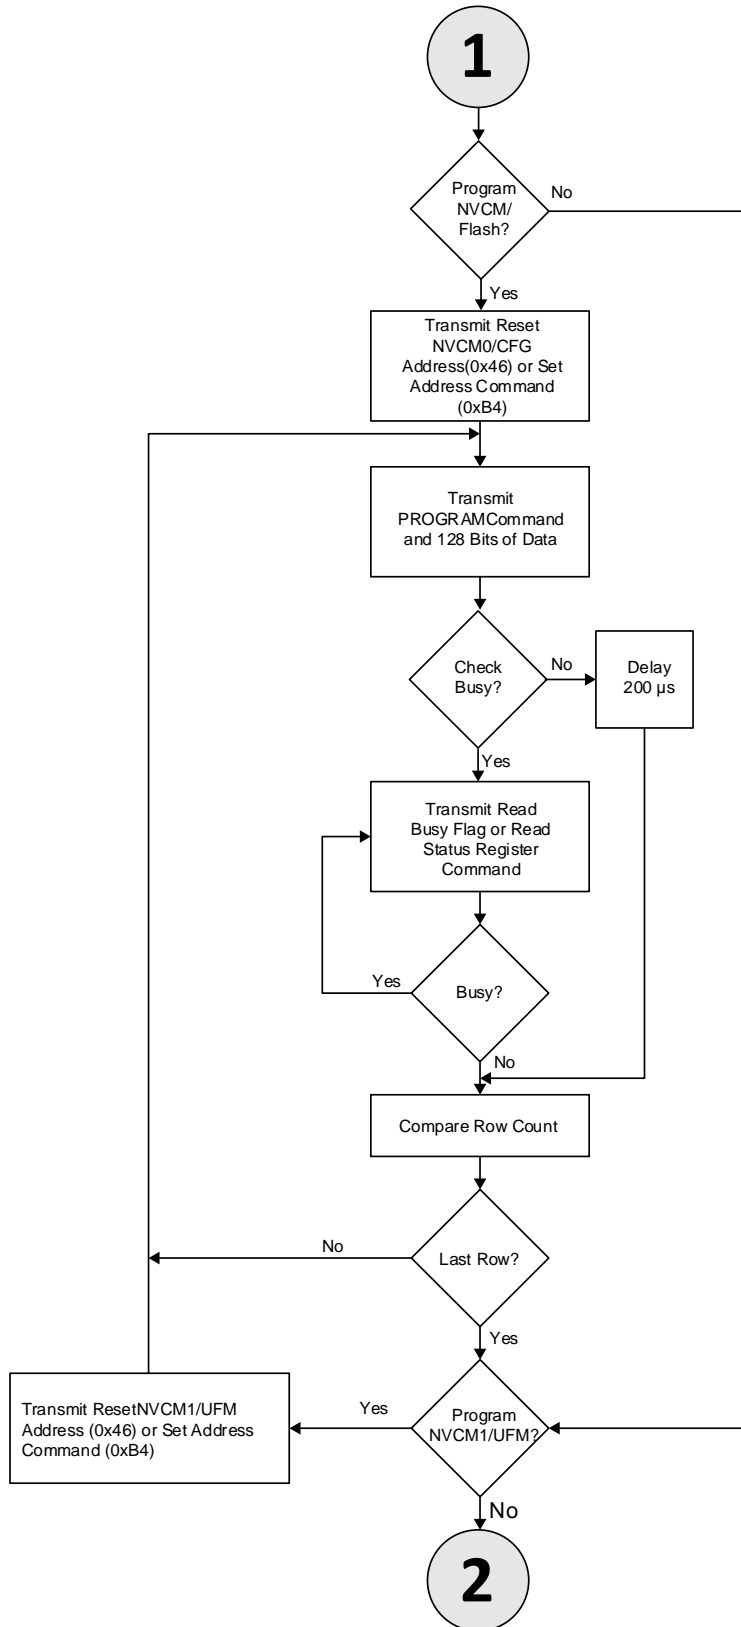 1
Program
NVCM/
Flash?
No
Yes
Transmit Reset
NVCM0/CFG
Address(0x46) or Set
Address Command
(0xB4)
Transmit
PROGRAMCommand
and 128 Bits of Data
Check
Busy?
No
Delay
200 µs
Yes
Transmit Read
Busy Flag or Read
Status Register
Command
Yes
Busy?
No
Compare Row Count
No
Last Row?
Yes
Transmit ResetNVCM1/UFM
Address (0x46) or Set Address
Command (0xB4)
Yes
Program
NVCM1/UFM?
No
2